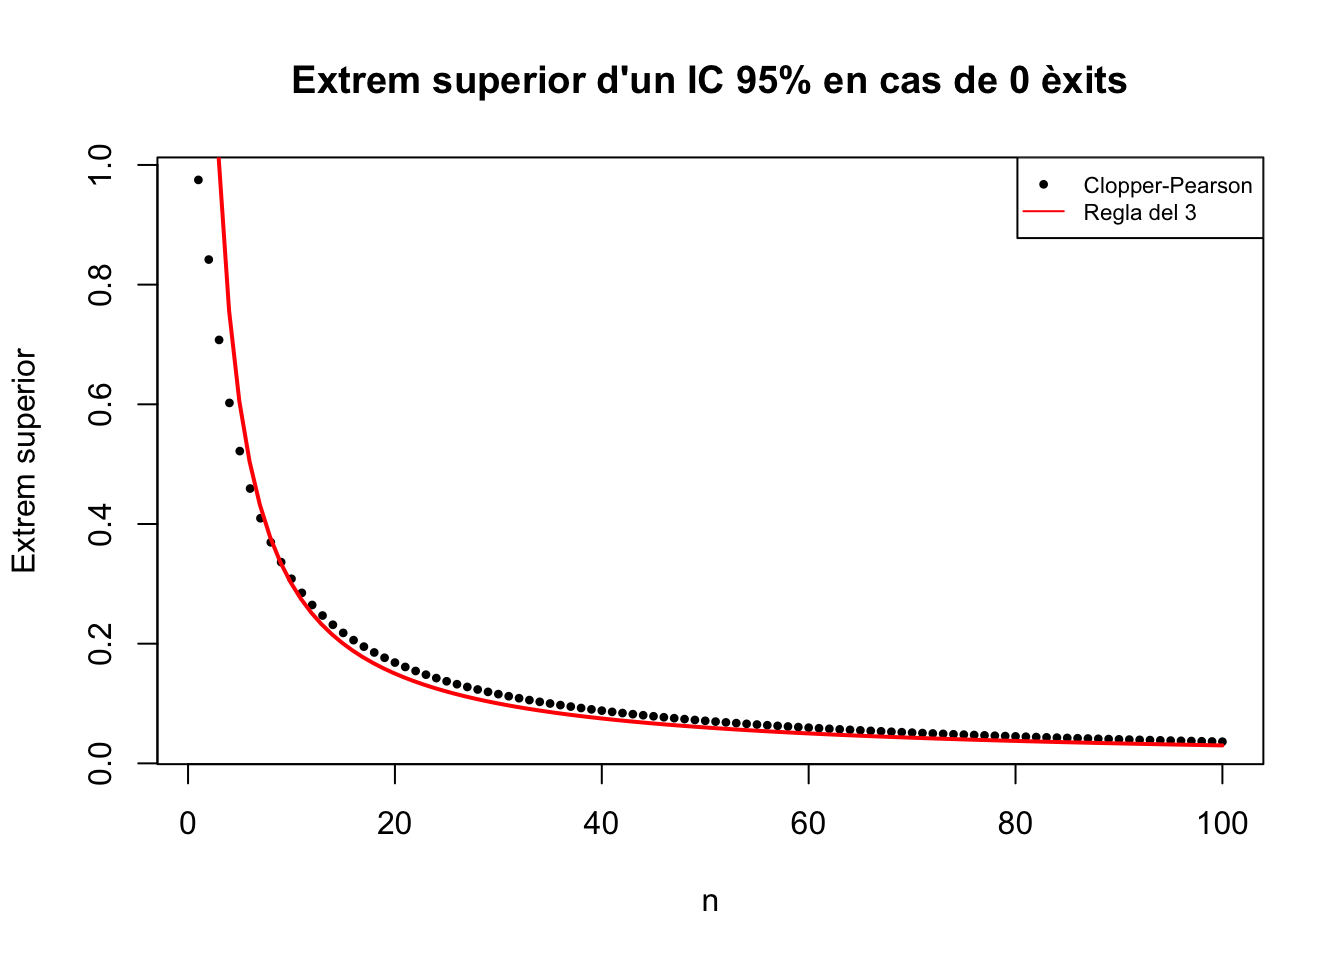 Extrem superior d'un IC 95% en cas de 0 èxits
Clopper-Pearson
Regla del 3
Extrem superior
1.0
0.8
0.6
0.4
0.2
0.0
0 20 40 60 80 100
n